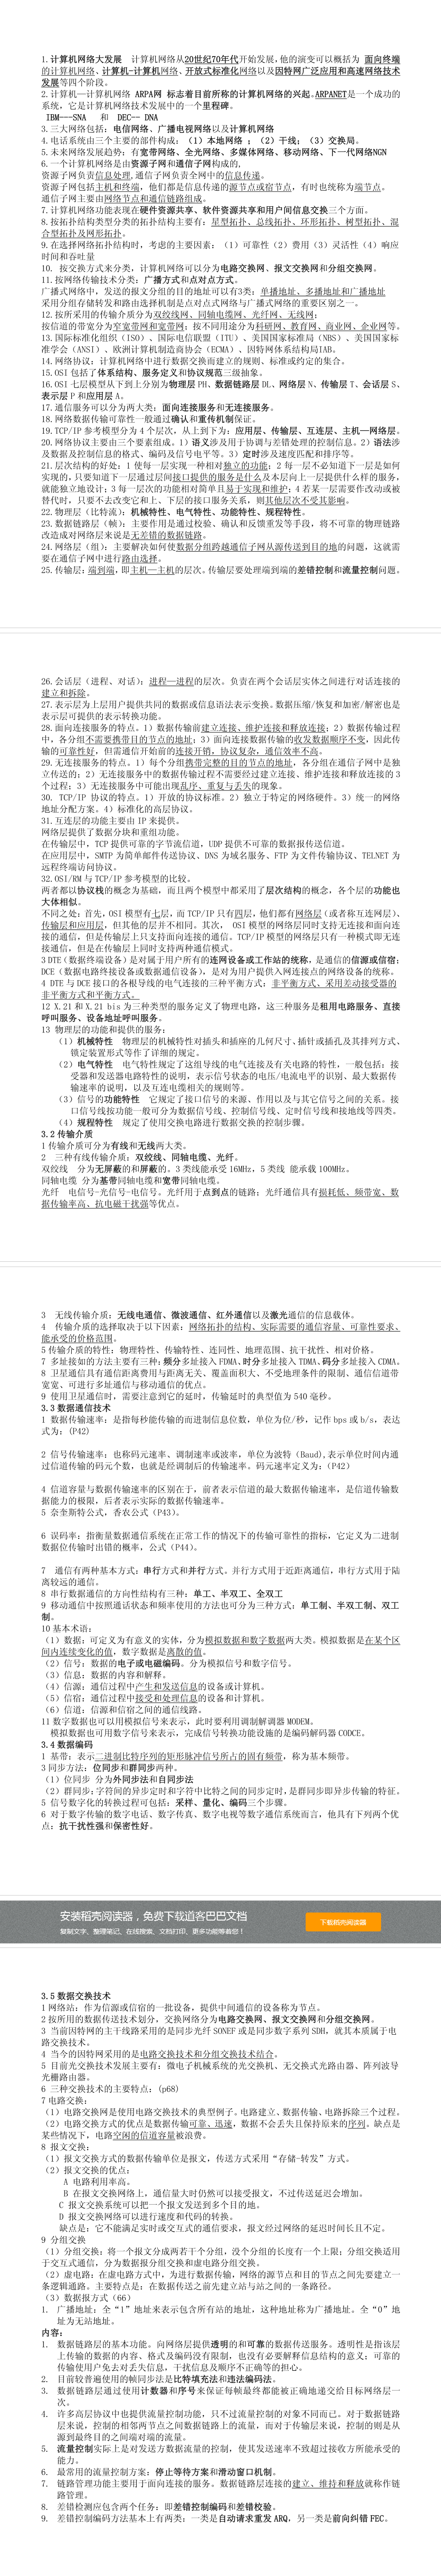 1.计算机网络大发展　计算机网络从20世纪70年代开始发展,他的演变可以概括为 面向终端
的计算机网络、计算机-计算机网络、开放式标准化网络以及因特网广泛应用和高速网络技术
发展等四个阶段。
2.计算机—计算机网络 ARPA网 标志着目前所称的计算机网络的兴起。ARPANET是一个成功的
系统，它是计算机网络技术发展中的一个里程碑。
IBM---SNA　和　DEC-- DNA
3.三大网络包括：电信网络、广播电视网络以及计算机网络
4.电话系统由三个主要的部件构成：（1）本地网络 ；（2）干线；（3）交换局。
5.未来网络发展趋势：有宽带网络、全光网络、多媒体网络、移动网络、下一代网络NGN
6.一个计算机网络是由资源子网和通信子网构成的,
资源子网负责信息处理,通信子网负责全网中的信息传递。
资源子网包括主机和终端，他们都是信息传递的源节点或宿节点，有时也统称为端节点。
通信子网主要由网络节点和通信链路组成。
7.计算机网络功能表现在硬件资源共享、软件资源共享和用户间信息交换三个方面。
8.按拓扑结构类型分类的拓扑结构主要有：星型拓扑、总线拓扑、环形拓扑、树型拓扑、混
合型拓扑及网形拓扑。
9.在选择网络拓扑结构时，考虑的主要因素：（1）可靠性（2）费用（3）灵活性（4）响应
时间和吞吐量
10. 按交换方式来分类，计算机网络可以分为电路交换网、报文交换网和分组交换网。
11.按网络传输技术分类：广播方式和点对点方式。
广播式网络中，发送的报文分组的目的地址可以有3类：单播地址、多播地址和广播地址
采用分组存储转发和路由选择机制是点对点式网络与广播式网络的重要区别之一。
12.按所采用的传输介质分为双绞线网、同轴电缆网、光纤网、无线网；
按信道的带宽分为窄宽带网和宽带网；按不同用途分为科研网、教育网、商业网、企业网等。
13.国际标准化组织（ISO）、国际电信联盟（ITU）、美国国家标准局（NBS）、美国国家标
准学会（ANSI）、欧洲计算机制造商协会（ECMA）、因特网体系结构局IAB。
14.网络协议：计算机网络中进行数据交换而建立的规则、标准或约定的集合。
15.OSI 包括了体系结构、服务定义和协议规范三级抽象。
16.OSI七层模型从下到上分别为物理层 PH、数据链路层 DL、网络层 N、传输层 T、会话层 S、
表示层 P 和应用层 A。
17.通信服务可以分为两大类：面向连接服务和无连接服务。
18.网络数据传输可靠性一般通过确认和重传机制保证。
19.TCP/IP 参考模型分为 4 个层次，从上到下为：应用层、传输层、互连层、主机—网络层。
20.网络协议主要由三个要素组成。1）语义涉及用于协调与差错处理的控制信息。2）语法涉
及数据及控制信息的格式、编码及信号电平等。3）定时涉及速度匹配和排序等。
21.层次结构的好处：1 使每一层实现一种相对独立的功能；2 每一层不必知道下一层是如何
实现的，只要知道下一层通过层间接口提供的服务是什么及本层向上一层提供什么样的服务，
就能独立地设计；3 每一层次的功能相对简单且易于实现和维护；4 若某一层需要作改动或被
替代时，只要不去改变它和上、下层的接口服务关系，则其他层次不受其影响。
22.物理层（比特流）：机械特性、电气特性、功能特性、规程特性。
23.数据链路层（帧）：主要作用是通过校验、确认和反馈重发等手段，将不可靠的物理链路
改造成对网络层来说是无差错的数据链路。
24.网络层（组）：主要解决如何使数据分组跨越通信子网从源传送到目的地的问题，这就需
要在通信子网中进行路由选择。
25.传输层：端到端，即主机—主机的层次。传输层要处理端到端的差错控制和流量控制问题。
26.会话层（进程、对话）：进程—进程的层次。负责在两个会话层实体之间进行对话连接的
建立和拆除。
27.表示层为上层用户提供共同的数据或信息语法表示变换。数据压缩/恢复和加密/解密也是
表示层可提供的表示转换功能。
28.面向连接服务的特点。1）数据传输前建立连接、维护连接和释放连接；2）数据传输过程
中，各分组不需要携带目的节点的地址；3）面向连接数据传输的收发数据顺序不变，因此传
输的可靠性好，但需通信开始前的连接开销，协议复杂，通信效率不高。
29.无连接服务的特点。1）每个分组携带完整的目的节点的地址，各分组在通信子网中是独
立传送的；2）无连接服务中的数据传输过程不需要经过建立连接、维护连接和释放连接的 3
个过程；3）无连接服务中可能出现乱序、重复与丢失的现象。
30. TCP/IP 协议的特点。1）开放的协议标准。2）独立于特定的网络硬件。3）统一的网络
地址分配方案。4）标准化的高层协议。
31.互连层的功能主要由 IP 来提供。
网络层提供了数据分块和重组功能。
在传输层中，TCP 提供可靠的字节流信道，UDP 提供不可靠的数据报传送信道。
在应用层中，SMTP 为简单邮件传送协议、DNS 为域名服务、FTP 为文件传输协议、TELNET 为
远程终端访问协议。
32.OSI/RM 与 TCP/IP 参考模型的比较。
两者都以协议栈的概念为基础，而且两个模型中都采用了层次结构的概念，各个层的功能也
大体相似。
不同之处：首先，OSI 模型有七层，而 TCP/IP 只有四层，他们都有网络层（或者称互连网层）、
传输层和应用层，但其他的层并不相同。其次， OSI 模型的网络层同时支持无连接和面向连
接的通信，但是传输层上只支持面向连接的通信。TCP/IP 模型的网络层只有一种模式即无连
接通信，但是在传输层上同时支持两种通信模式。
3 DTE（数据终端设备）是对属于用户所有的连网设备或工作站的统称，是通信的信源或信宿；
DCE（数据电路终接设备或数据通信设备），是对为用户提供入网连接点的网络设备的统称。
4 DTE 与 DCE 接口的各根导线的电气连接的三种平衡方式：非平衡方式、采用差动接受器的
非平衡方式和平衡方式。
12 X.21 和 X.21 bis 为三种类型的服务定义了物理电路，这三种服务是租用电路服务、直接
呼叫服务、设备地址呼叫服务。
13 物理层的功能和提供的服务：
（1）机械特性　物理层的机械特性对插头和插座的几何尺寸、插针或插孔及其排列方式、
锁定装置形式等作了详细的规定。
（2）电气特性　电气特性规定了这组导线的电气连接及有关电路的特性，一般包括：接
受器和发送器电路特性的说明，表示信号状态的电压/电流电平的识别、最大数据传
输速率的说明，以及互连电缆相关的规则等。
（3）信号的功能特性　它规定了接口信号的来源、作用以及与其它信号之间的关系。接
口信号线按功能一般可分为数据信号线、控制信号线、定时信号线和接地线等四类。
（4）规程特性　规定了使用交换电路进行数据交换的控制步骤。
3.2 传输介质
1 传输介质可分为有线和无线两大类。
2　三种有线传输介质：双绞线、同轴电缆、光纤。
双绞线　分为无屏蔽的和屏蔽的。3 类线能承受 16MHz，5 类线 能承载 100MHz。
同轴电缆 分为基带同轴电缆和宽带同轴电缆。
光纤　电信号-光信号-电信号。光纤用于点到点的链路；光纤通信具有损耗低、频带宽、数
据传输率高、抗电磁干扰强等优点。
3　无线传输介质：无线电通信、微波通信、红外通信以及激光通信的信息载体。
4　传输介质的选择取决于以下因素：网络拓扑的结构、实际需要的通信容量、可靠性要求、
能承受的价格范围。
5 传输介质的特性：物理特性、传输特性、连同性、地理范围、抗干扰性、相对价格。
7 多址接如的方法主要有三种：频分多址接入 FDMA、时分多址接入 TDMA、码分多址接入 CDMA。
8 卫星通信具有通信距离费用与距离无关、覆盖面积大、不受地理条件的限制、通信信道带
宽宽、可进行多址通信与移动通信的优点。
9 使用卫星通信时，需要注意到它的延时，传输延时的典型值为 540 毫秒。
3.3 数据通信技术
1 数据传输速率：是指每秒能传输的而进制信息位数，单位为位/秒，记作 bps 或 b/s，表达
式为：(P42)
2 信号传输速率：也称码元速率、调制速率或波率，单位为波特（Baud),表示单位时间内通
过信道传输的码元个数，也就是经调制后的传输速率。码元速率定义为：（P42）
4 信道容量与数据传输速率的区别在于，前者表示信道的最大数据传输速率，是信道传输数
据能力的极限，后者表示实际的数据传输速率。
5 奈奎斯特公式，香农公式（P43）。
6 误码率：指衡量数据通信系统在正常工作的情况下的传输可靠性的指标，它定义为二进制
数据位传输时出错的概率，公式（P44）。
7　通信有两种基本方式：串行方式和并行方式。并行方式用于近距离通信，串行方式用于陆
离较远的通信。
8 串行数据通信的方向性结构有三种：单工、半双工、全双工
9 移动通信中按照通话状态和频率使用的方法也可分为三种方式：单工制、半双工制、双工
制。
10基本术语：
（1）数据：可定义为有意义的实体，分为模拟数据和数字数据两大类。模拟数据是在某个区
间内连续变化的值，数字数据是离散的值。
（2）信号：数据的电子或电磁编码。分为模拟信号和数字信号。
（3）信息：数据的内容和解释。
（4）信源：通信过程中产生和发送信息的设备或计算机。
（5）信宿：通信过程中接受和处理信息的设备和计算机。
（6）信道：信源和信宿之间的通信线路。
11数字数据也可以用模拟信号来表示，此时要利用调制解调器MODEM。
模拟数据也可用数字信号来表示，完成信号转换功能设施的是编码解码器 CODCE。
3.4 数据编码
1 基带：表示二进制比特序列的矩形脉冲信号所占的固有频带，称为基本频带。
3同步方法：位同步和群同步两种。
（1）位同步 分为外同步法和自同步法
（2）群同步：字符间的异步定时和字符中比特之间的同步定时，是群同步即异步传输的特征。
5 信号数字化的转换过程可包括：采样、量化、编码三个步骤。
6 对于数字传输的数字电话、数字传真、数字电视等数字通信系统而言，他具有下列两个优
点：抗干扰性强和保密性好。
安装稻壳阅读器，免费下载道客巴巴文档
复制文字、整理笔记、在线搜索、文档打印、更多功能等着您！
下载稻壳阅读器
3.5 数据交换技术
1网络站：作为信源或信宿的一批设备，提供中间通信的设备称为节点。
2按所用的数据传送技术划分，交换网络分为电路交换网、报文交换网和分组交换网。
3 当前因特网的主干线路采用的是同步光纤 SONEF 或是同步数字系列 SDH，就其本质属于电
路交换技术。
4 当今的因特网采用的是电路交换技术和分组交换技术结合。
5 目前光交换技术发展主要有：微电子机械系统的光交换机、无交换式光路由器、阵列波导
光栅路由器。
6 三种交换技术的主要特点：(p68)
7电路交换：
（1）电路交换网是使用电路交换技术的典型例子。电路建立、数据传输、电路拆除三个过程。
（2）电路交换方式的优点是数据传输可靠、迅速，数据不会丢失且保持原来的序列。缺点是
某些情况下，电路空闲的信道容量被浪费。
8 报文交换：
（1）报文交换方式的数据传输单位是报文，传送方式采用“存储-转发”方式。
（2）报文交换的优点：
A 电路利用率高。
B 在报文交换网络上，通信量大时仍然可以接受报文，不过传送延迟会增加。
C 报文交换系统可以把一个报文发送到多个目的地。
D 报文交换网络可以进行速度和代码的转换。
缺点是：它不能满足实时或交互式的通信要求，报文经过网络的延迟时间长且不定。
9 分组交换
（1）分组交换：将一个报文分成两若干个分组，没个分组的长度有一个上限；分组交换适用
于交互式通信，分为数据报分组交换和虚电路分组交换。
（2）虚电路：在虚电路方式中，为进行数据传输，网络的源节点和目的节点之间先要建立一
条逻辑通路。主要特点是：在数据传送之前先建立站与站之间的一条路径。
（3）数据报方式（66）
1. 广播地址：全“1”地址来表示包含所有站的地址，这种地址称为广播地址。全“0”地
址为无站地址。
内容：
1. 数据链路层的基本功能。向网络层提供透明的和可靠的数据传送服务。透明性是指该层
上传输的数据的内容、格式及编码没有限制，也没有必要解释信息结构的意义；可靠的
传输使用户免去对丢失信息，干扰信息及顺序不正确等的担心。
2. 目前较普遍使用的帧同步法是比特填充法和违法编码法。
3. 数据链路层通过使用计数器和序号来保证每帧最终都能被正确地递交给目标网络层一
次。
4. 许多高层协议中也提供流量控制功能，只不过流量控制的对象不同而已。对于数据链路
层来说，控制的相邻两节点之间数据链路上的流量，而对于传输层来说，控制的则是从
源到最终目的之间端对端的流量。
5. 流量控制实际上是对发送方数据流量的控制，使其发送速率不致超过接收方所能承受的
能力。
6. 最常用的流量控制方案：停止等待方案和滑动窗口机制。
7. 链路管理功能主要用于面向连接的服务。数据链路层连接的建立、维持和释放就称作链
路管理。
8. 差错检测应包含两个任务：即差错控制编码和差错校验。
9. 差错控制编码方法基本上有两类：一类是自动请求重发 ARQ，另一类是前向纠错 FEC。